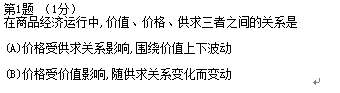 第1题 （1分）
在商品经济运行中,价值、价格、供求三者之间的关系是
(A)价格受供求关系影响,围绕价值上下波动
(B)价格受价值影响,随供求关系变化而变动